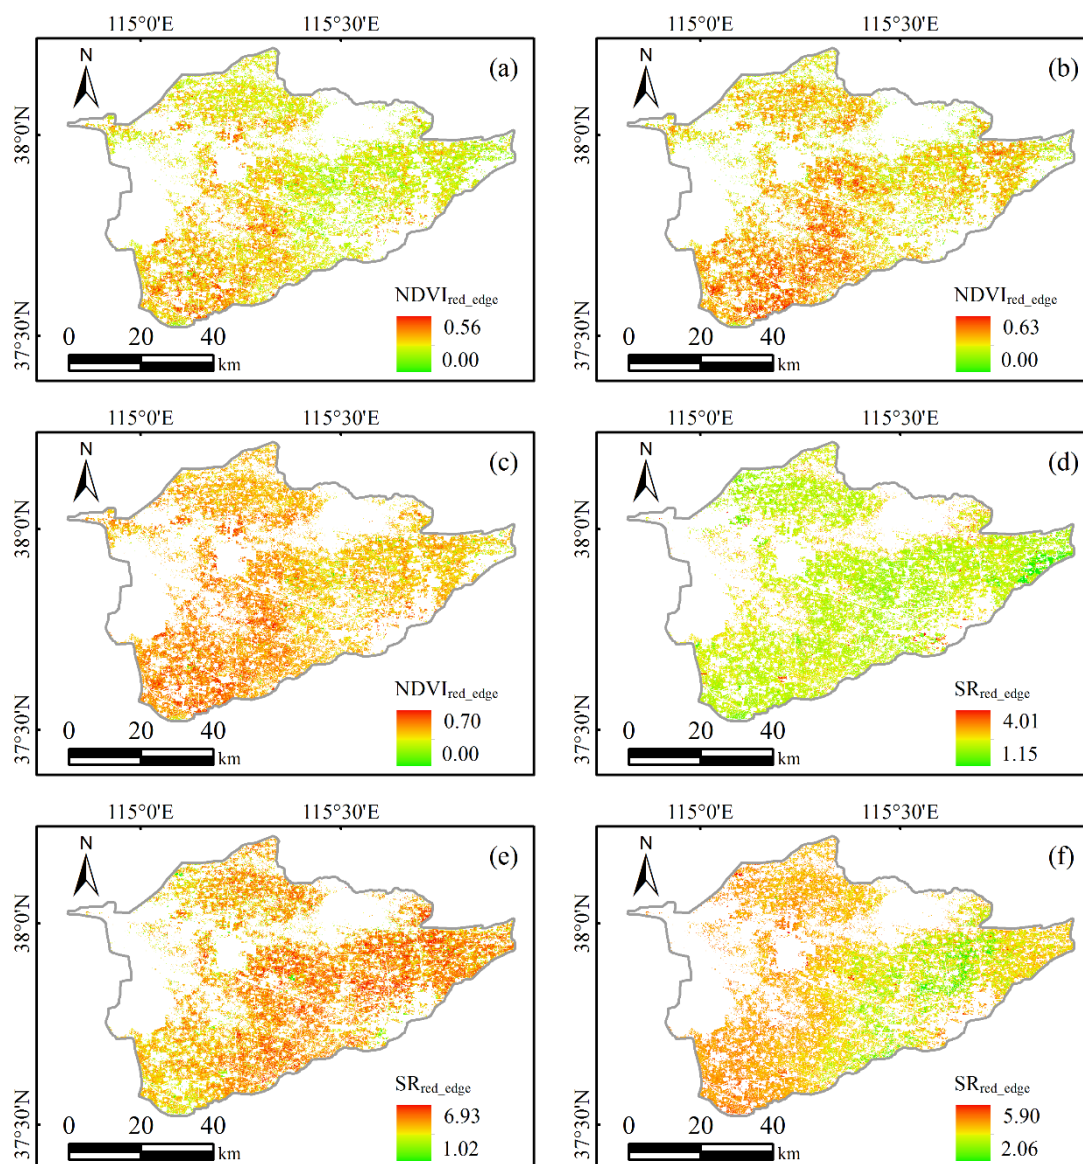 115°0'E 115°30'E 115°0'E 115°30'E
N (a) N (b)
38°0'N 38°0'N
NDVIred_edge NDVIred_edge
0.56 0.63
0.00 0.00
37°30'N 37°30'N
0 20 40 km 0 20 40 km
115°0'E 115°30'E 115°0'E 115°30'E
N (c) N (d)
38°0'N 38°0'N
NDVIred_edge SRred_edge
0.70 4.01
0.00 1.15
37°30'N 37°30'N
0 20 40 km 0 20 40 km
115°0'E 115°30'E 115°0'E 115°30'E
N (e) N (f)
38°0'N 38°0'N
SRred_edge SRred_edge
6.93 5.90
1.02 2.06
37°30'N 37°30'N
0 20 40 km 0 20 40 km